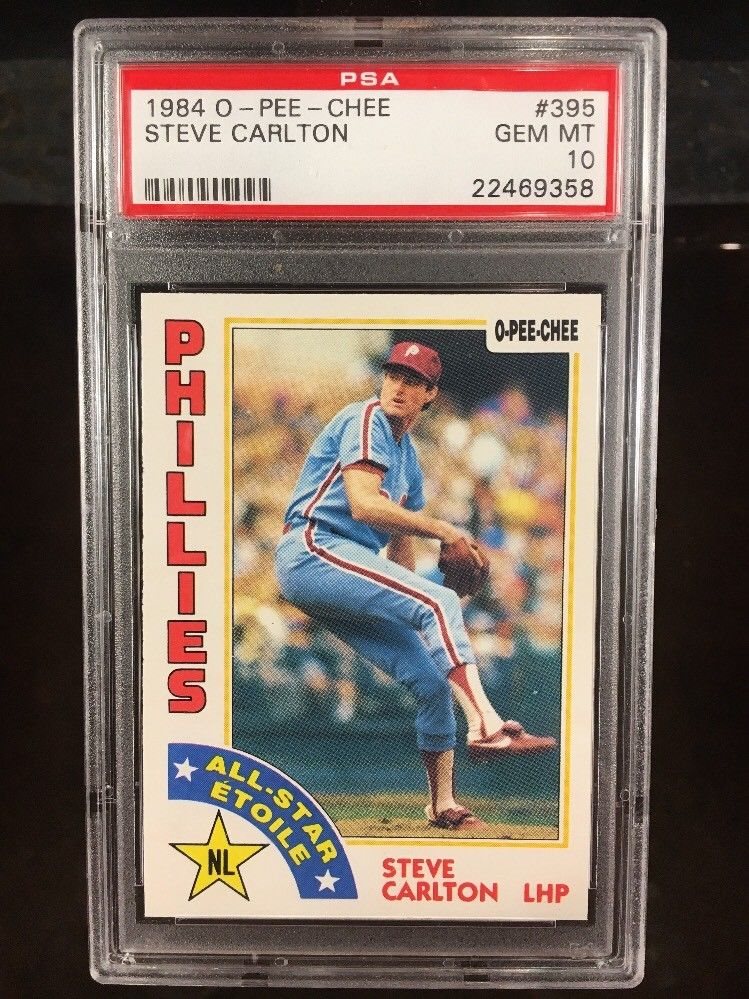 PSA
1984 O-PEE-CHEE #395
STEVE CARLTON GEM MT
10
22469358
O-PEE-CHEE
PHILLIES
P
ALL-STAR
ÉTOILE
NL
STEVE
CARLTON LHP